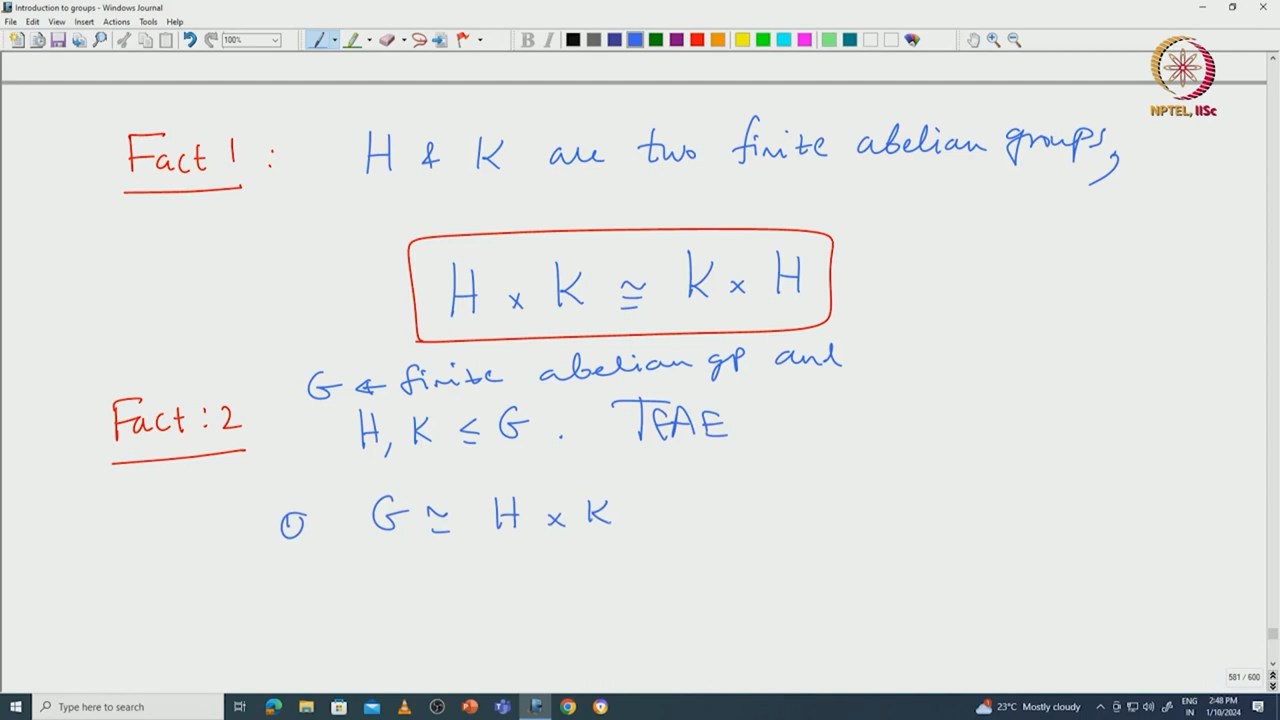 Introduction to groups - Windows Journal
File Edit View Insert Actions Tools Help
100%
NPTEL, IISc
Fact 1 : H & K are two finite abelian groups,
H × K ≅ K × H
G ← finite abelian gp and
Fact : 2 H, K ≤ G . TFAE
① G ≅ H × K
581 / 600
Type here to search
23°C Mostly cloudy
ENG
IN
2:48 PM
1/10/2024